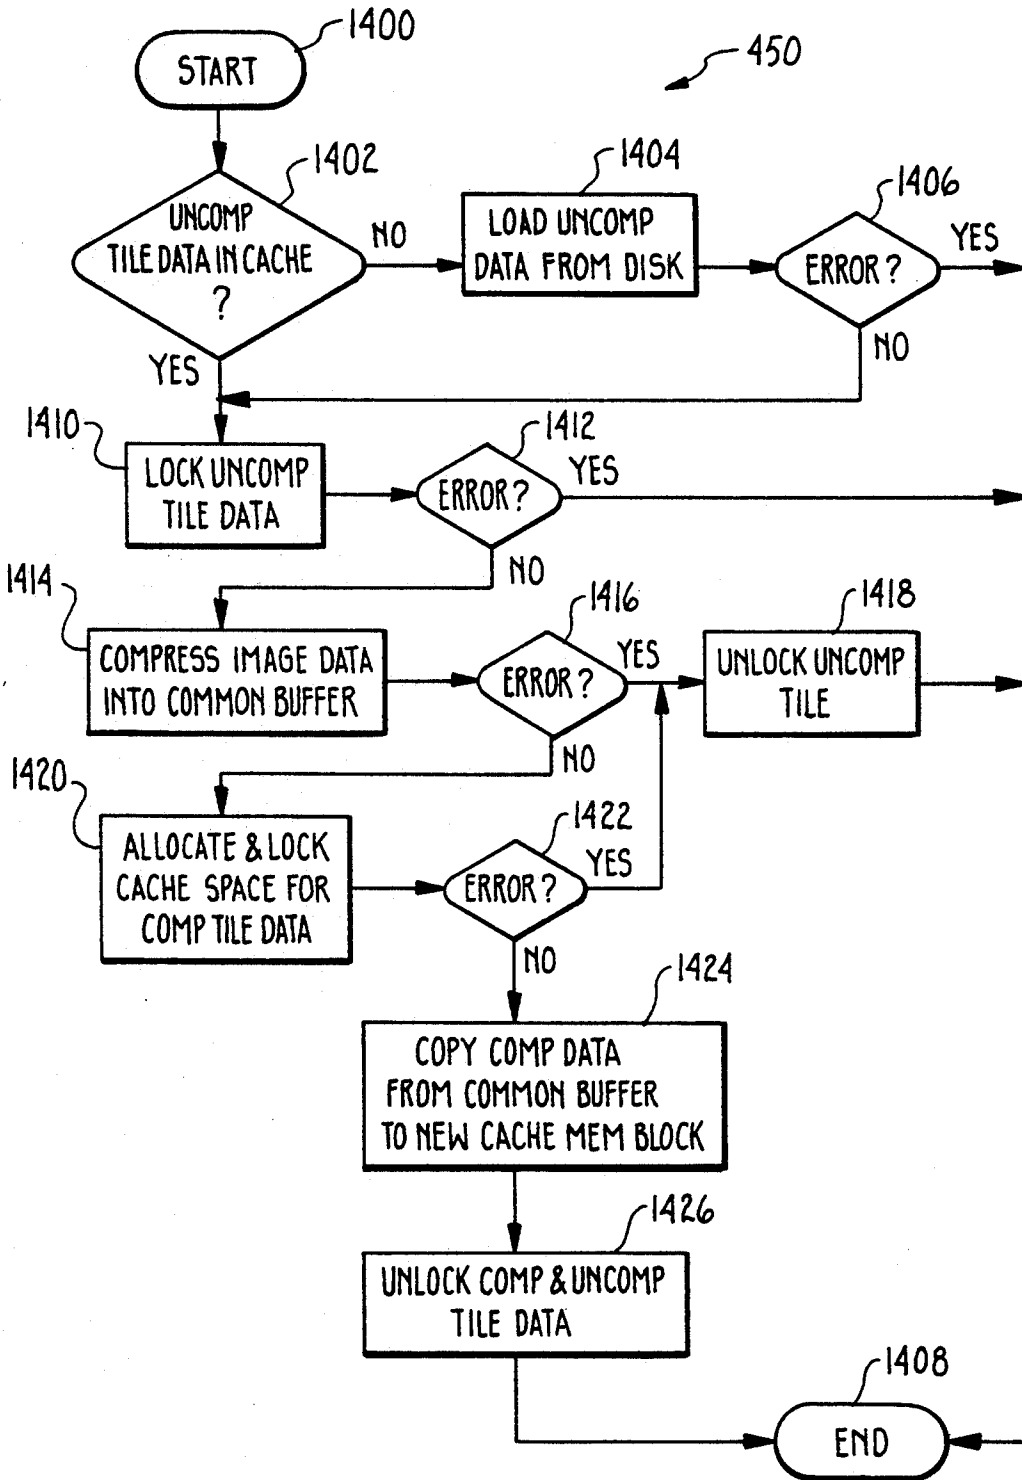 1400
START
450
1402
UNCOMP
TILE DATA IN CACHE
?
NO
1404
LOAD UNCOMP
DATA FROM DISK
1406
ERROR?
YES
NO
YES
1410
LOCK UNCOMP
TILE DATA
1412
ERROR?
YES
NO
1414
COMPRESS IMAGE DATA
INTO COMMON BUFFER
1416
ERROR?
YES
1418
UNLOCK UNCOMP
TILE
NO
1420
ALLOCATE & LOCK
CACHE SPACE FOR
COMP TILE DATA
1422
ERROR?
YES
NO
1424
COPY COMP DATA
FROM COMMON BUFFER
TO NEW CACHE MEM BLOCK
1426
UNLOCK COMP & UNCOMP
TILE DATA
1408
END